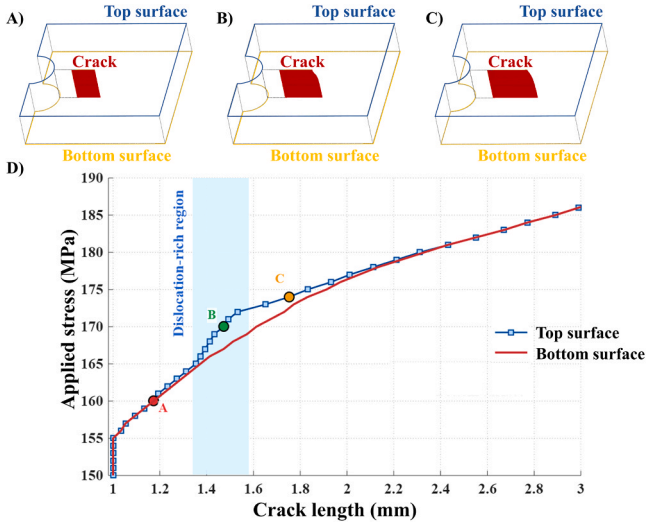 A)
B)
C)
Top surface
Top surface
Top surface
Crack
Crack
Crack
Bottom surface
Bottom surface
Bottom surface
D)
190
185
180
175
170
165
160
155
150
Applied stress (MPa)
Dislocation-rich region
A
B
C
Top surface
Bottom surface
1
1.2
1.4
1.6
1.8
2
2.2
2.4
2.6
2.8
3
Crack length (mm)